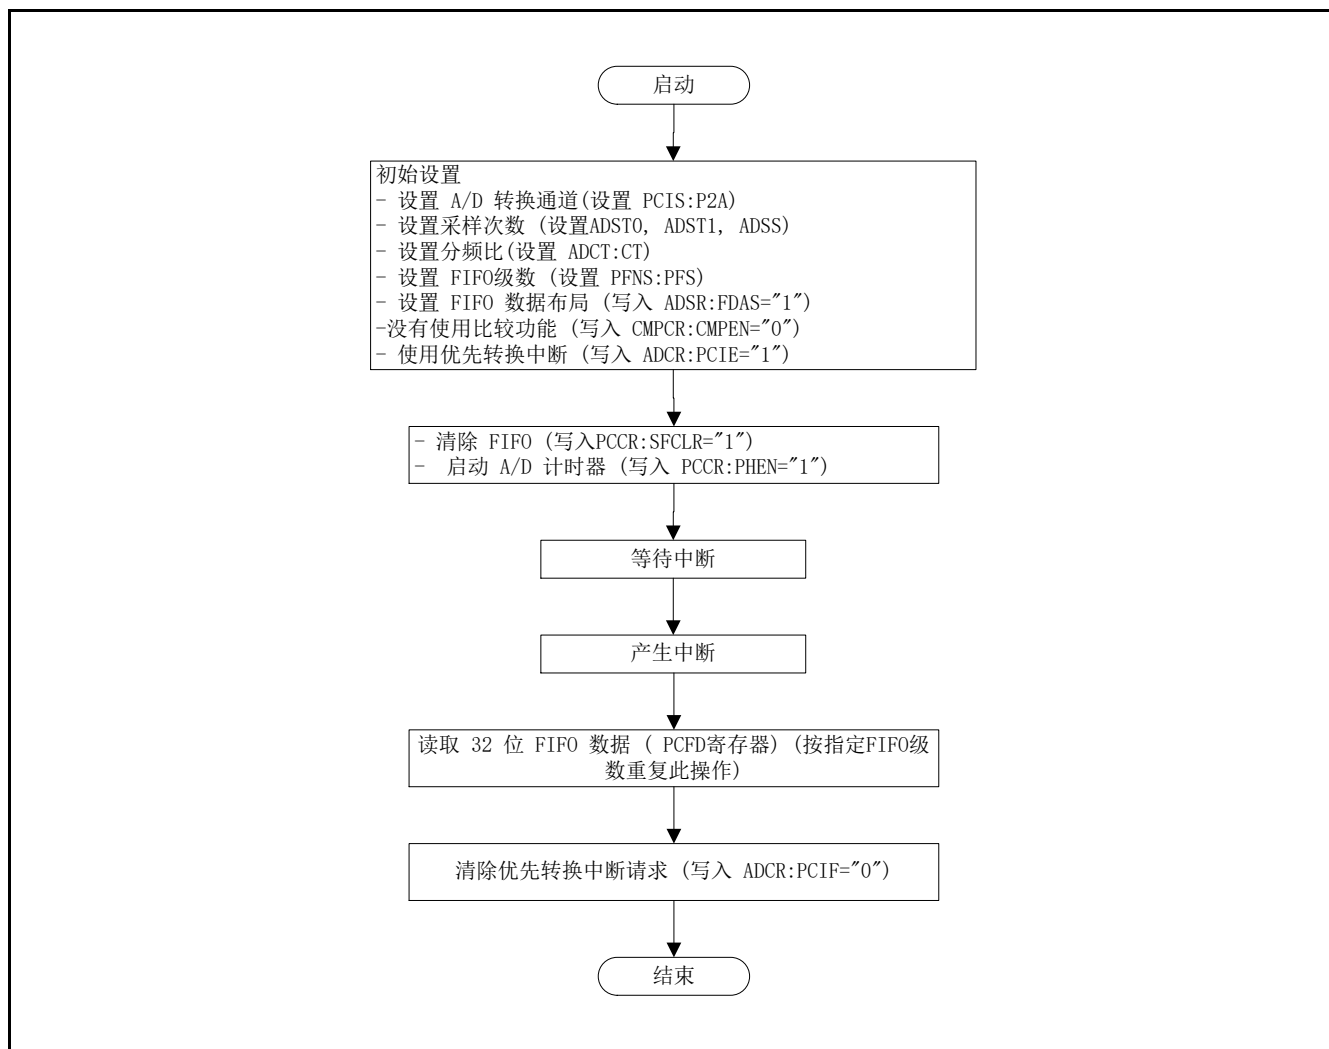 启动
初始设置
- 设置 A/D 转换通道(设置 PCIS:P2A)
- 设置采样次数 (设置ADST0, ADST1, ADSS)
- 设置分频比(设置 ADCT:CT)
- 设置 FIFO级数 (设置 PFNS:PFS)
- 设置 FIFO 数据布局 (写入 ADSR:FDAS="1")
-没有使用比较功能 (写入 CMPCR:CMPEN="0")
- 使用优先转换中断 (写入 ADCR:PCIE="1")
- 清除 FIFO (写入PCCR:SFCLR="1")
- 启动 A/D 计时器 (写入 PCCR:PHEN="1")
等待中断
产生中断
读取 32 位 FIFO 数据 ( PCFD寄存器) (按指定FIFO级
数重复此操作)
清除优先转换中断请求 (写入 ADCR:PCIF="0")
结束